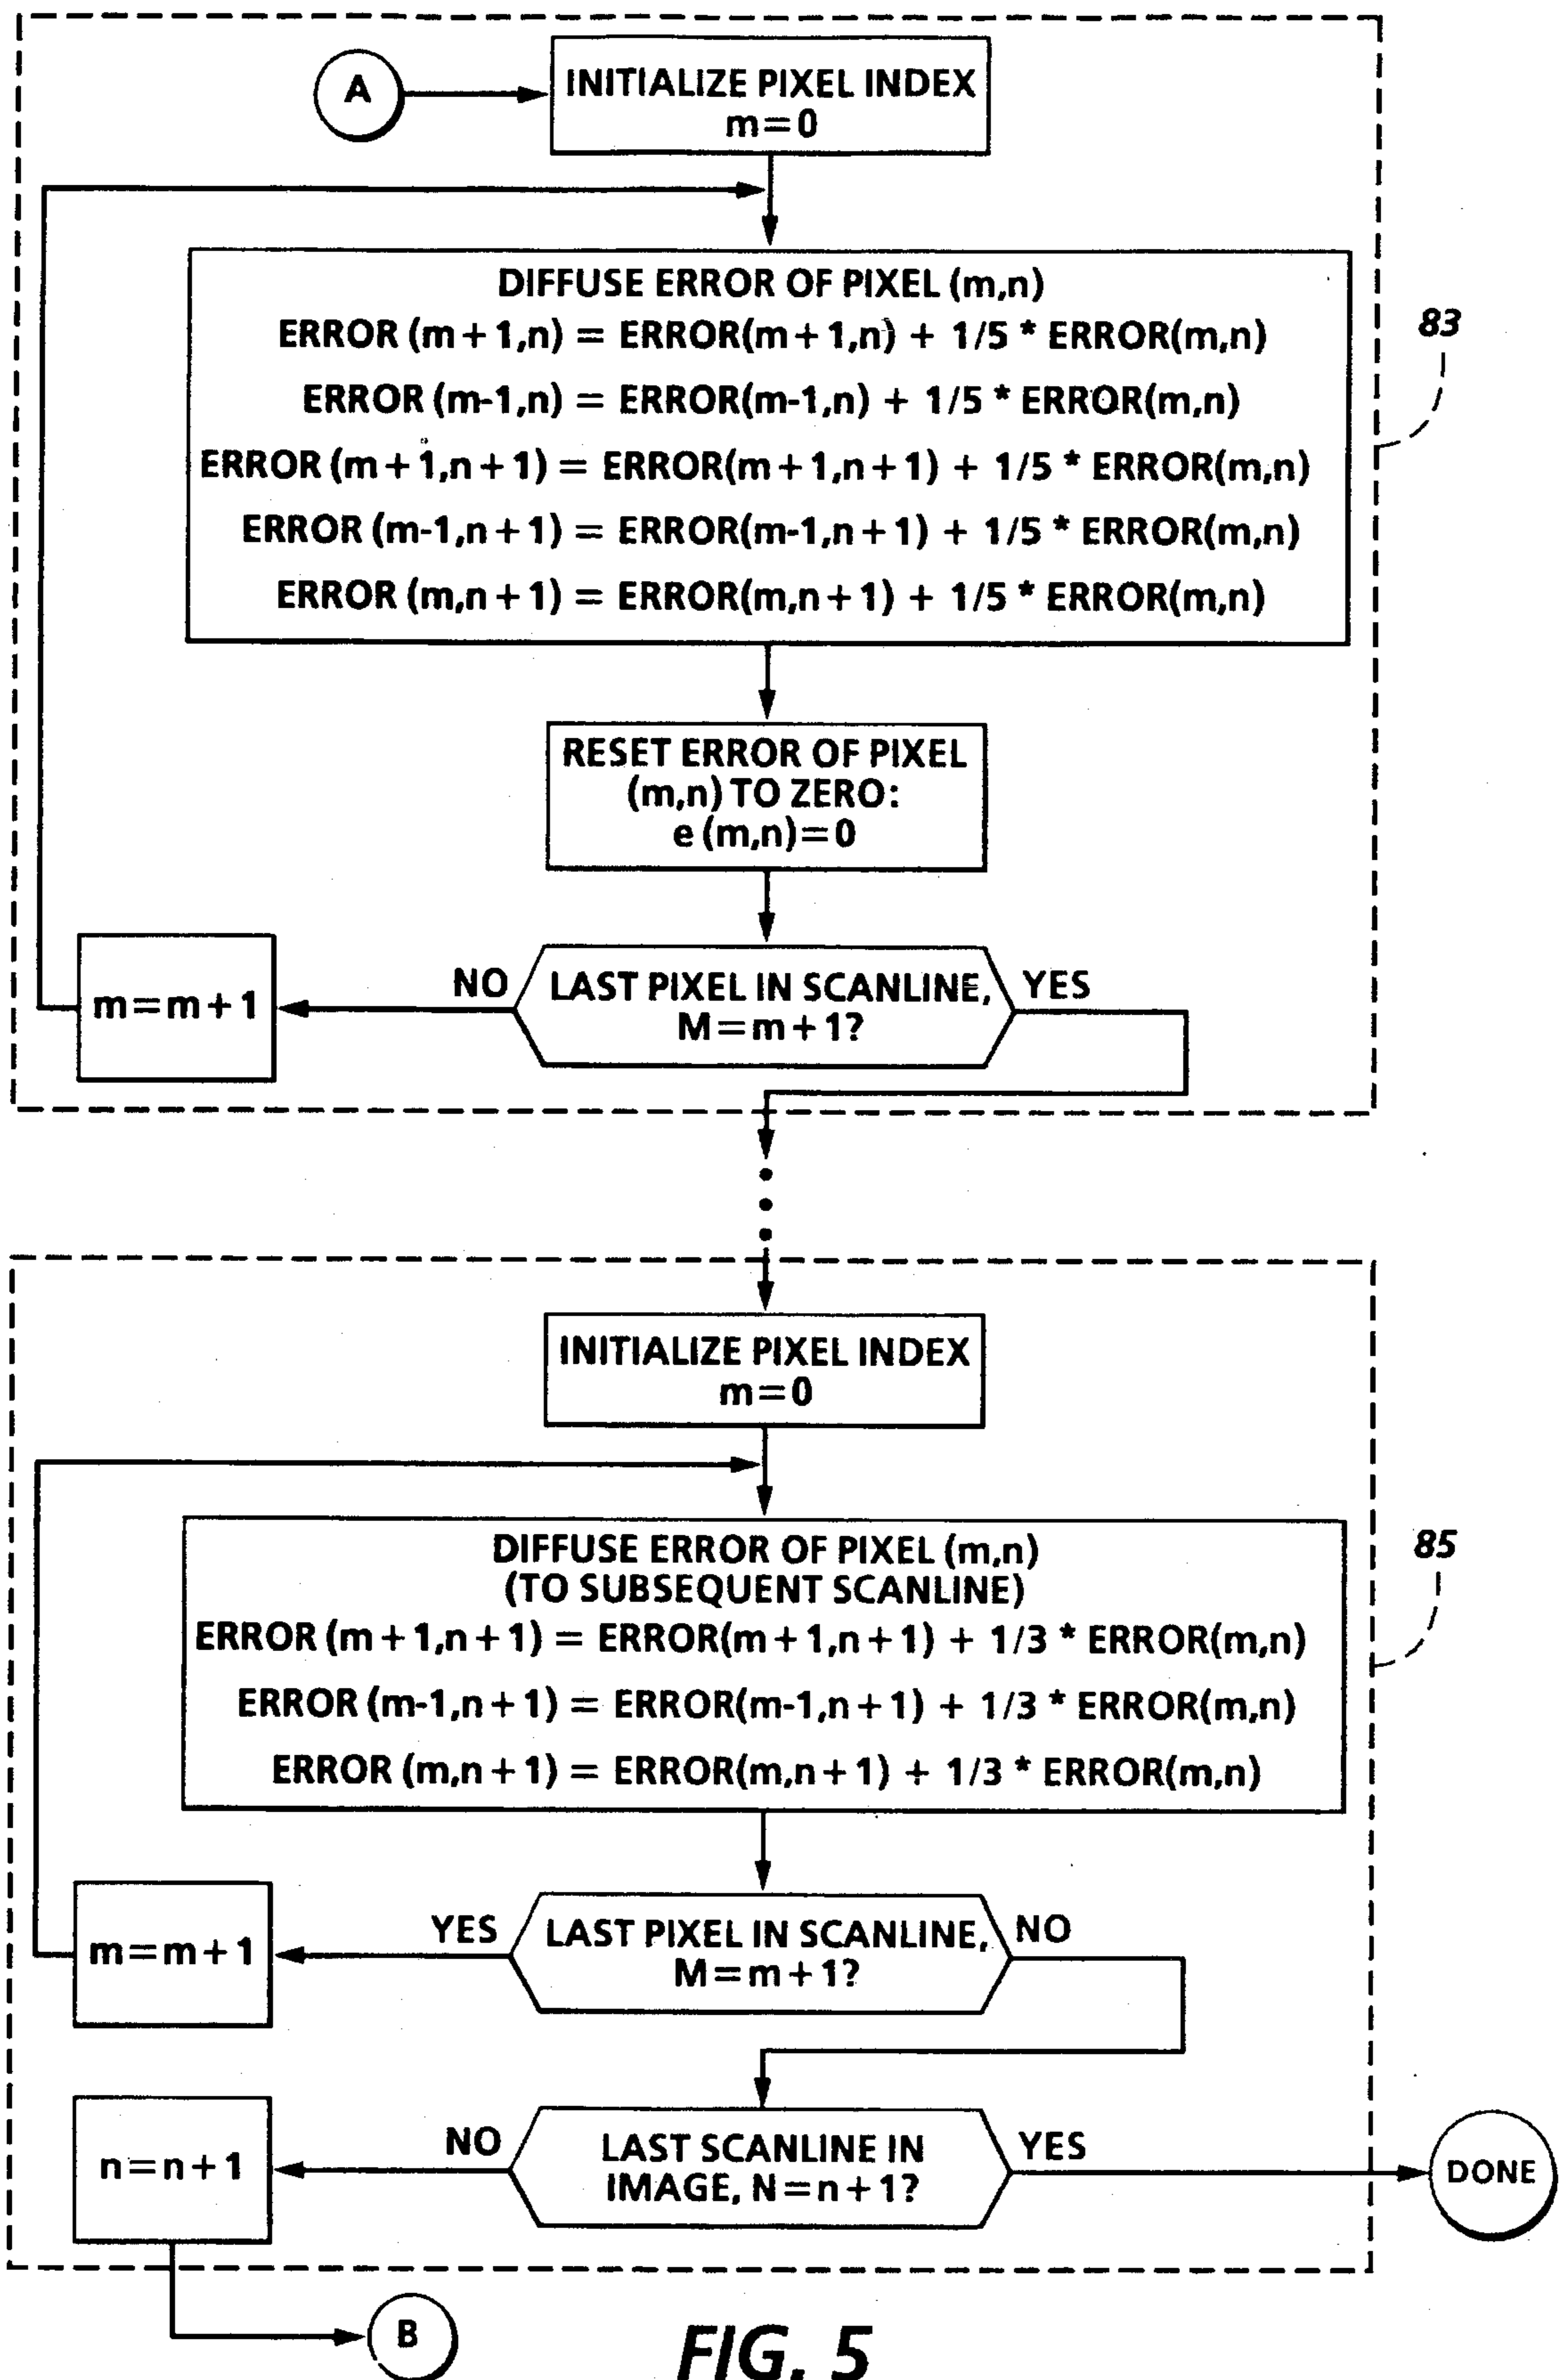 A
INITIALIZE PIXEL INDEX
m=0
DIFFUSE ERROR OF PIXEL (m,n)
ERROR (m+1,n) = ERROR(m+1,n) + 1/5 * ERROR(m,n)
ERROR (m-1,n) = ERROR(m-1,n) + 1/5 * ERROR(m,n)
ERROR (m+1,n+1) = ERROR(m+1,n+1) + 1/5 * ERROR(m,n)
ERROR (m-1,n+1) = ERROR(m-1,n+1) + 1/5 * ERROR(m,n)
ERROR (m,n+1) = ERROR(m,n+1) + 1/5 * ERROR(m,n)
83
RESET ERROR OF PIXEL
(m,n) TO ZERO:
e (m,n)=0
m=m+1
NO
LAST PIXEL IN SCANLINE,
M=m+1?
YES
INITIALIZE PIXEL INDEX
m=0
DIFFUSE ERROR OF PIXEL (m,n)
(TO SUBSEQUENT SCANLINE)
ERROR (m+1,n+1) = ERROR(m+1,n+1) + 1/3 * ERROR(m,n)
ERROR (m-1,n+1) = ERROR(m-1,n+1) + 1/3 * ERROR(m,n)
ERROR (m,n+1) = ERROR(m,n+1) + 1/3 * ERROR(m,n)
85
m=m+1
YES
LAST PIXEL IN SCANLINE,
M=m+1?
NO
n=n+1
NO
LAST SCANLINE IN
IMAGE, N=n+1?
YES
DONE
B
FIG. 5